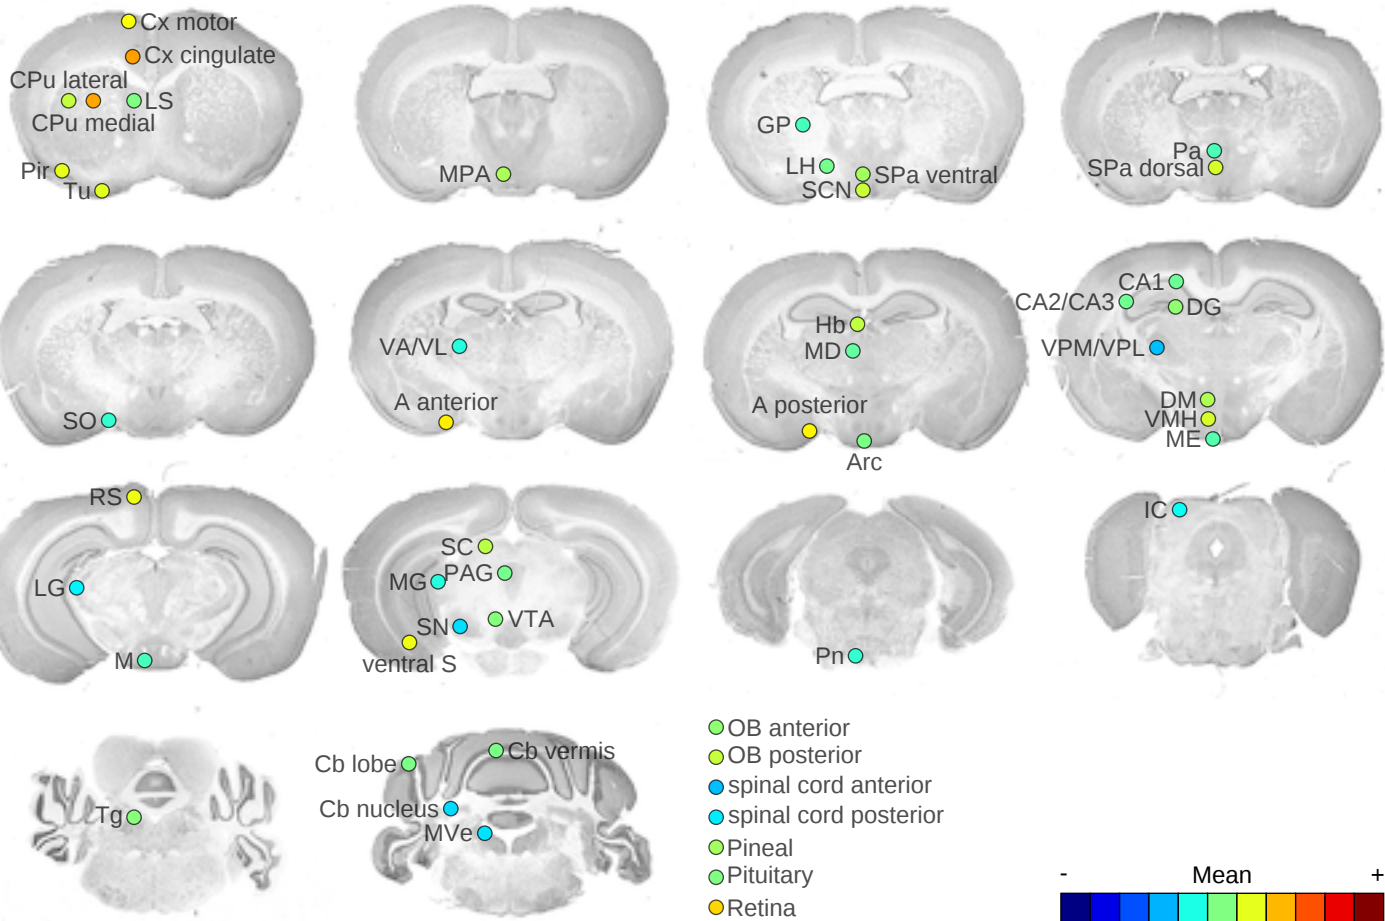 Cx motor
Cx cingulate
CPu lateral
LS
CPu medial
Pir
Tu
MPA
GP
LH
SPa ventral
SCN
Pa
SPa dorsal
SO
VA/VL
A anterior
Hb
MD
A posterior
Arc
CA1
CA2/CA3
DG
VPM/VPL
DM
VMH
ME
RS
LG
M
SC
MG
PAG
SN
VTA
ventral S
Pn
IC
Tg
Cb lobe
Cb vermis
Cb nucleus
MVe
OB anterior
OB posterior
spinal cord anterior
spinal cord posterior
Pineal
Pituitary
Retina
- Mean +